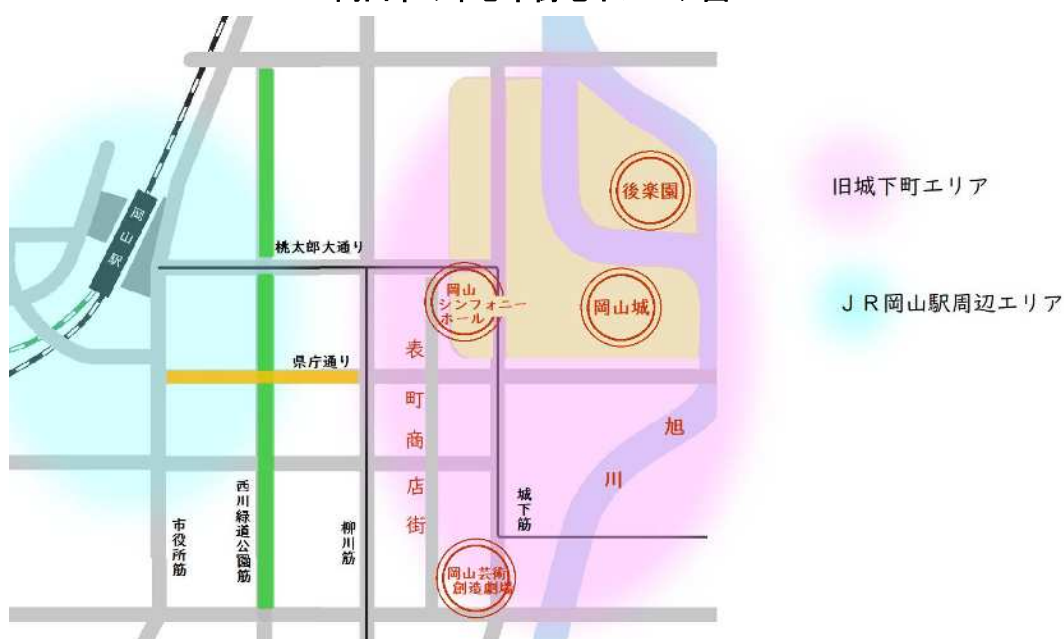 後楽園
旧城下町エリア
岡山駅
桃太郎大通り
岡山
シンフォニー
ホール
岡山城
ＪＲ岡山駅周辺エリア
県庁通り
表町商店街
旭川
西川緑道公園筋
城下筋
市役所筋
柳川筋
岡山芸術
創造劇場